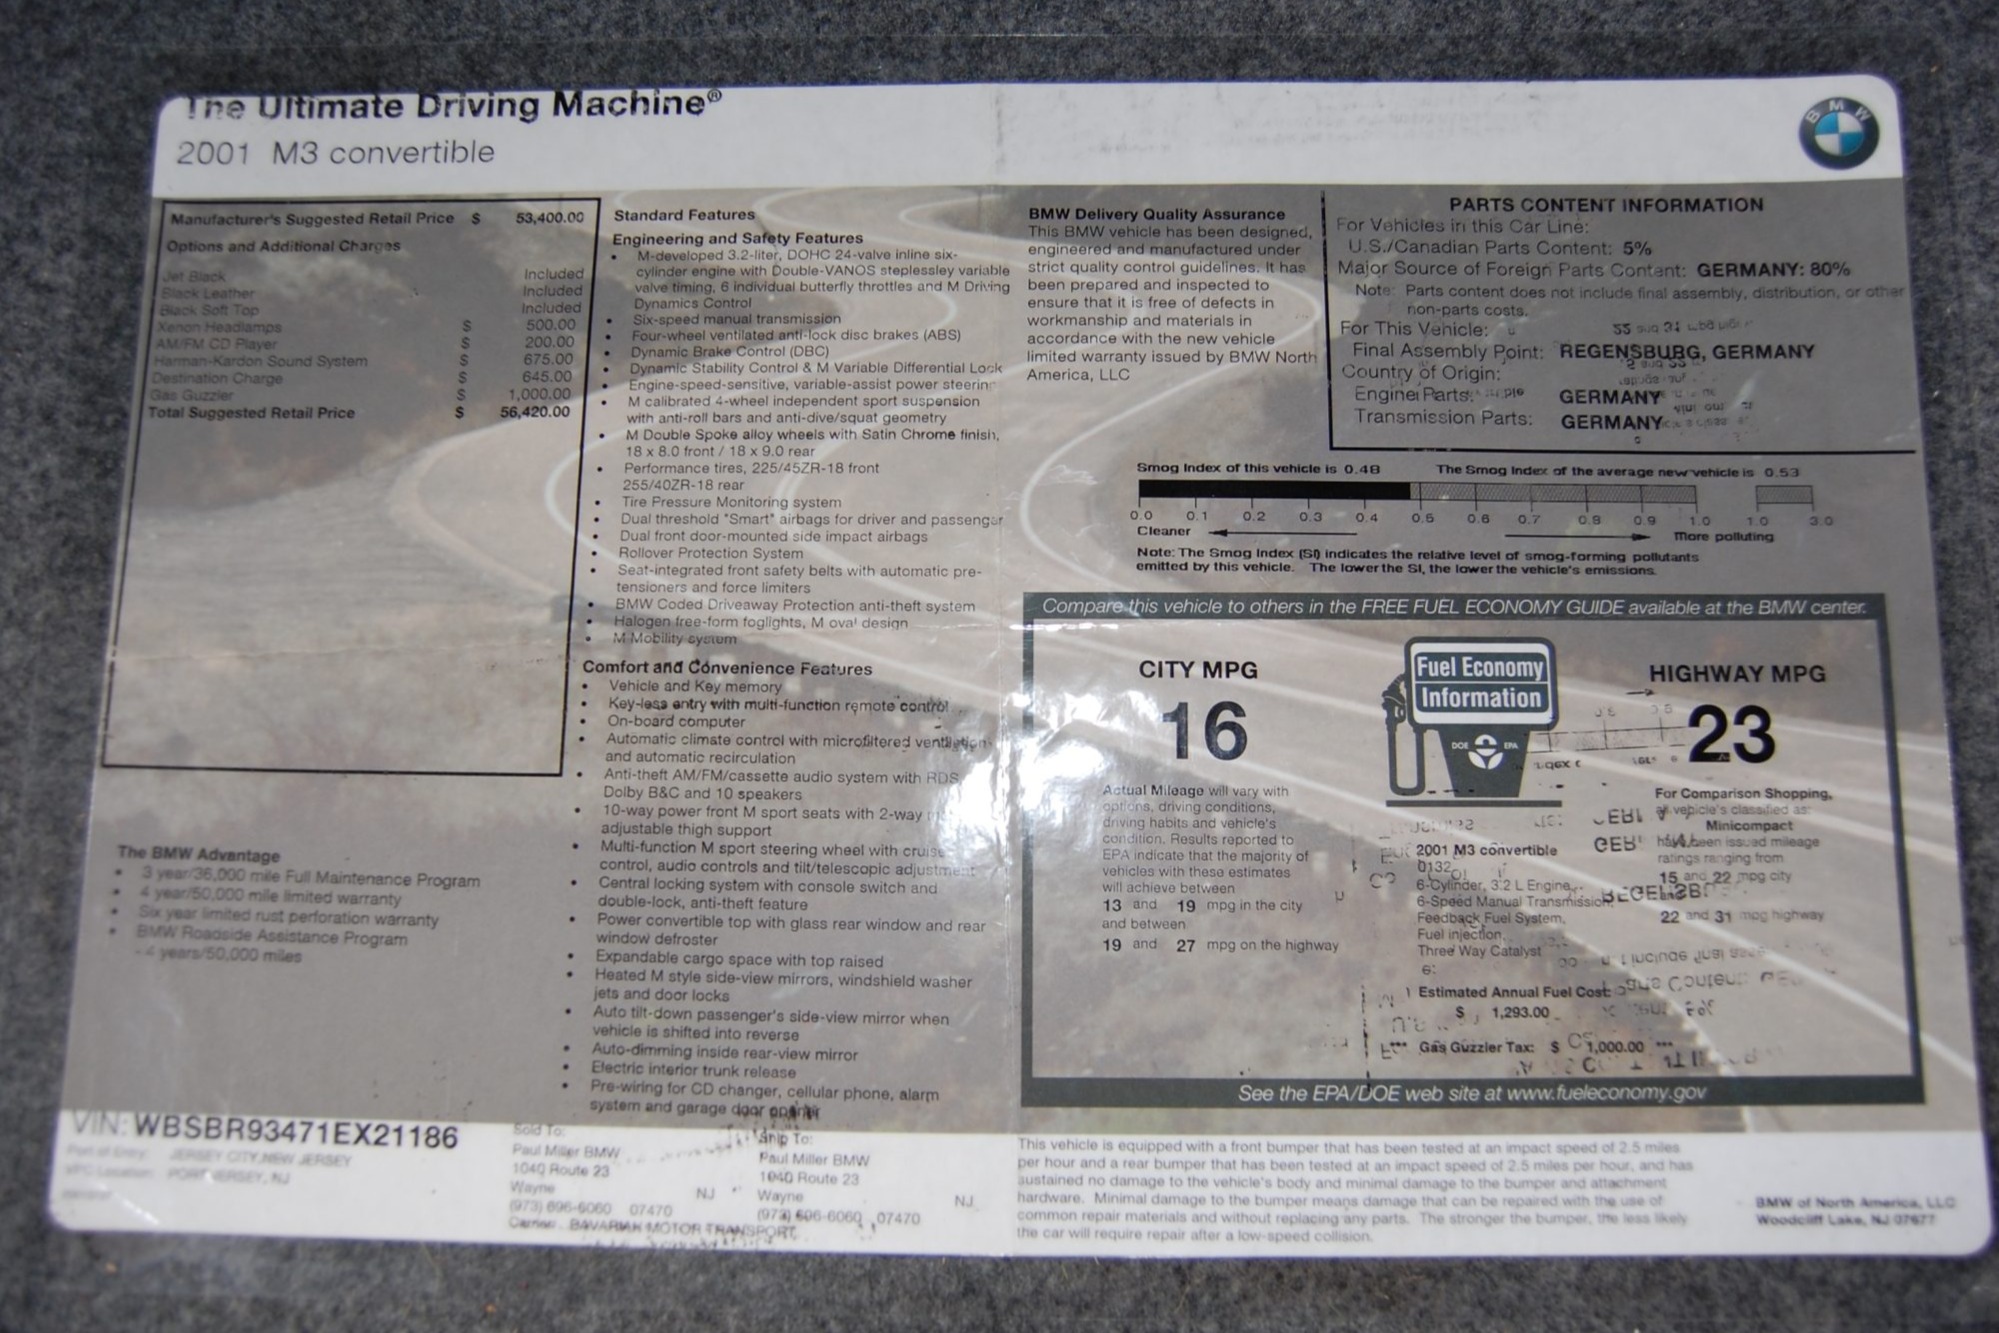 The Ultimate Driving Machine®
2001 M3 convertible
BMW
Manufacturer's Suggested Retail Price $ 53,400.00
Options and Additional Charges
Jet Black Included
Black Leather Included
Black Soft Top Included
Xenon Headlamps $ 500.00
AM/FM CD Player $ 200.00
Harman-Kardon Sound System $ 675.00
Destination Charge $ 645.00
Gas Guzzler $ 1,000.00
Total Suggested Retail Price $ 56,420.00
The BMW Advantage
• 3 year/36,000 mile Full Maintenance Program
• 4 year/50,000 mile limited warranty
• Six year limited rust perforation warranty
• BMW Roadside Assistance Program
- 4 years/50,000 miles
Standard Features
Engineering and Safety Features
• M-developed 3.2-liter, DOHC 24-valve inline six-
cylinder engine with Double-VANOS steplessley variable
valve timing, 6 individual butterfly throttles and M Driving
Dynamics Control
• Six-speed manual transmission
• Four-wheel ventilated anti-lock disc brakes (ABS)
• Dynamic Brake Control (DBC)
• Dynamic Stability Control & M Variable Differential Lock
• Engine-speed-sensitive, variable-assist power steerin
• M calibrated 4-wheel independent sport suspension
with anti-roll bars and anti-dive/squat geometry
• M Double Spoke alloy wheels with Satin Chrome finish,
18 x 8.0 front / 18 x 9.0 rear
• Performance tires, 225/45ZR-18 front
255/40ZR-18 rear
• Tire Pressure Monitoring system
• Dual threshold "Smart" airbags for driver and passenger
• Dual front door-mounted side impact airbags
• Rollover Protection System
• Seat-integrated front safety belts with automatic pre-
tensioners and force limiters
• BMW Coded Driveaway Protection anti-theft system
• Halogen free-form foglights, M oval design
• M Mobility system
Comfort and Convenience Features
• Vehicle and Key memory
• Key-less entry with multi-function remote control
• On-board computer
• Automatic climate control with microfiltered ventilation
and automatic recirculation
• Anti-theft AM/FM/cassette audio system with RDS
Dolby B&C and 10 speakers
• 10-way power front M sport seats with 2-way
adjustable thigh support
• Multi-function M sport steering wheel with cruise
control, audio controls and tilt/telescopic adjustment
• Central locking system with console switch and
double-lock, anti-theft feature
• Power convertible top with glass rear window and rear
window defroster
• Expandable cargo space with top raised
• Heated M style side-view mirrors, windshield washer
jets and door locks
• Auto tilt-down passenger's side-view mirror when
vehicle is shifted into reverse
• Auto-dimming inside rear-view mirror
• Electric interior trunk release
• Pre-wiring for CD changer, cellular phone, alarm
system and garage door opener
BMW Delivery Quality Assurance
This BMW vehicle has been designed,
engineered and manufactured under
strict quality control guidelines. It has
been prepared and inspected to
ensure that it is free of defects in
workmanship and materials in
accordance with the new vehicle
limited warranty issued by BMW North
America, LLC
PARTS CONTENT INFORMATION
For Vehicles in this Car Line:
U.S./Canadian Parts Content: 5%
Major Source of Foreign Parts Content: GERMANY: 80%
Note: Parts content does not include final assembly, distribution, or other
non-parts costs.
For This Vehicle:
Final Assembly Point: REGENSBURG, GERMANY
Country of Origin:
Engine Parts: GERMANY
Transmission Parts: GERMANY
Smog Index of this vehicle is 0.48 The Smog Index of the average new vehicle is 0.53
0.0 0.1 0.2 0.3 0.4 0.5 0.6 0.7 0.8 0.9 1.0 1.0 3.0
Cleaner More polluting
Note: The Smog Index (SI) indicates the relative level of smog-forming pollutants
emitted by this vehicle. The lower the SI, the lower the vehicle's emissions.
Compare this vehicle to others in the FREE FUEL ECONOMY GUIDE available at the BMW center.
CITY MPG
16
Fuel Economy
Information
DOE EPA
HIGHWAY MPG
23
Actual Mileage will vary with
options, driving conditions,
driving habits and vehicle's
condition. Results reported to
EPA indicate that the majority of
vehicles with these estimates
will achieve between
13 and 19 mpg in the city
and between
19 and 27 mpg on the highway
2001 M3 convertible
0132
6-Cylinder, 3.2 L Engine,
6-Speed Manual Transmission,
Feedback Fuel System,
Fuel injection,
Three Way Catalyst
Estimated Annual Fuel Cost:
$ 1,293.00
Gas Guzzler Tax: $ 1,000.00
For Comparison Shopping,
vehicle's classified as:
Minicompact
have been issued mileage
ratings ranging from
15 and 22 mpg city
22 and 31 mpg highway
See the EPA/DOE web site at www.fueleconomy.gov
VIN: WBSBR93471EX21186
Port of Entry: JERSEY CITY,NEW JERSEY
VPC Location: PORT JERSEY, NJ
Sold To:
Paul Miller BMW
1040 Route 23
Wayne NJ
(973) 696-6060 07470
Carrier: BAVARIAN MOTOR TRANSPORT
Ship To:
Paul Miller BMW
1040 Route 23
Wayne NJ
(973) 696-6060 07470
This vehicle is equipped with a front bumper that has been tested at an impact speed of 2.5 miles
per hour and a rear bumper that has been tested at an impact speed of 2.5 miles per hour, and has
sustained no damage to the vehicle's body and minimal damage to the bumper and attachment
hardware. Minimal damage to the bumper means damage that can be repaired with the use of
common repair materials and without replacing any parts. The stronger the bumper, the less likely
the car will require repair after a low-speed collision.
BMW of North America, LLC
Woodcliff Lake, NJ 07677